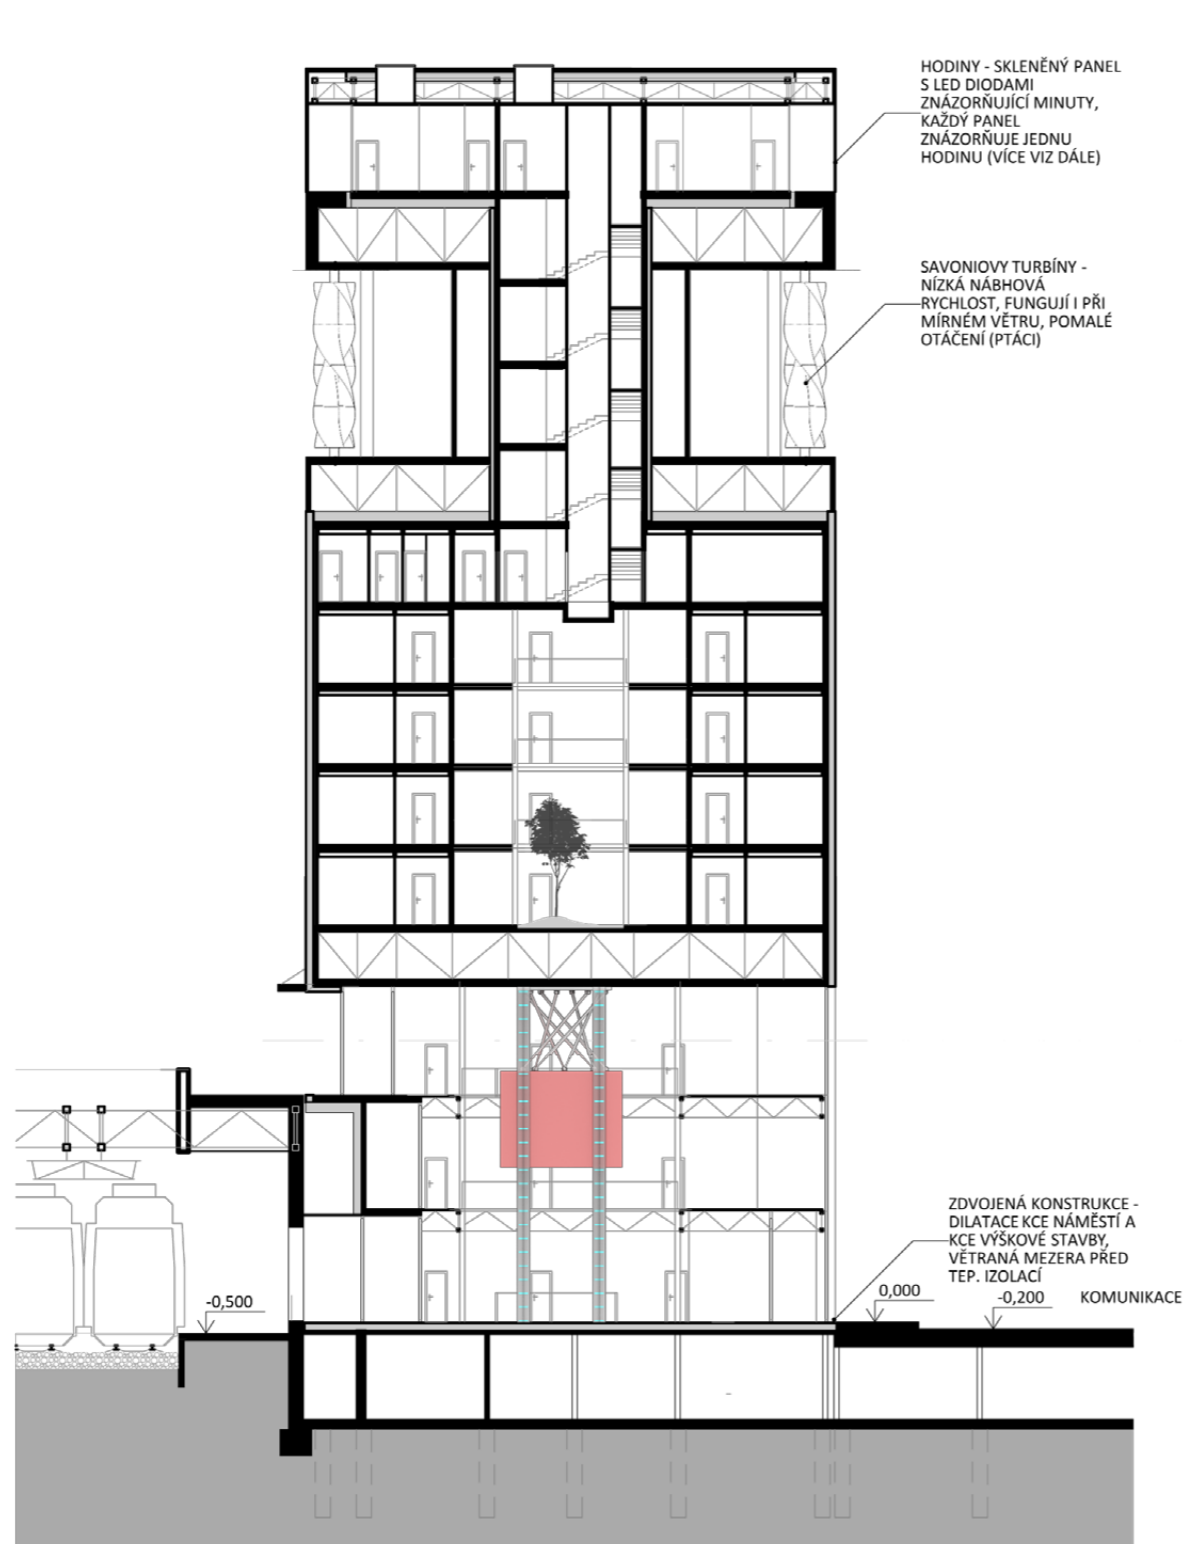 HODINY - SKLENĚNÝ PANEL
S LED DIODAMI
ZNÁZORŇUJÍCÍ MINUTY,
KAŽDÝ PANEL
ZNÁZORŇUJE JEDNU
HODINU (VÍCE VIZ DÁLE)
SAVONIOVY TURBÍNY -
NÍZKÁ NÁBHOVÁ
RYCHLOST, FUNGUJÍ I PŘI
MÍRNÉM VĚTRU, POMALÉ
OTÁČENÍ (PTÁCI)
ZDVOJENÁ KONSTRUKCE -
DILATACE KCE NÁMĚSTÍ A
KCE VÝŠKOVÉ STAVBY,
VĚTRANÁ MEZERA PŘED
TEP. IZOLACÍ
-0,500
0,000
-0,200 KOMUNIKACE